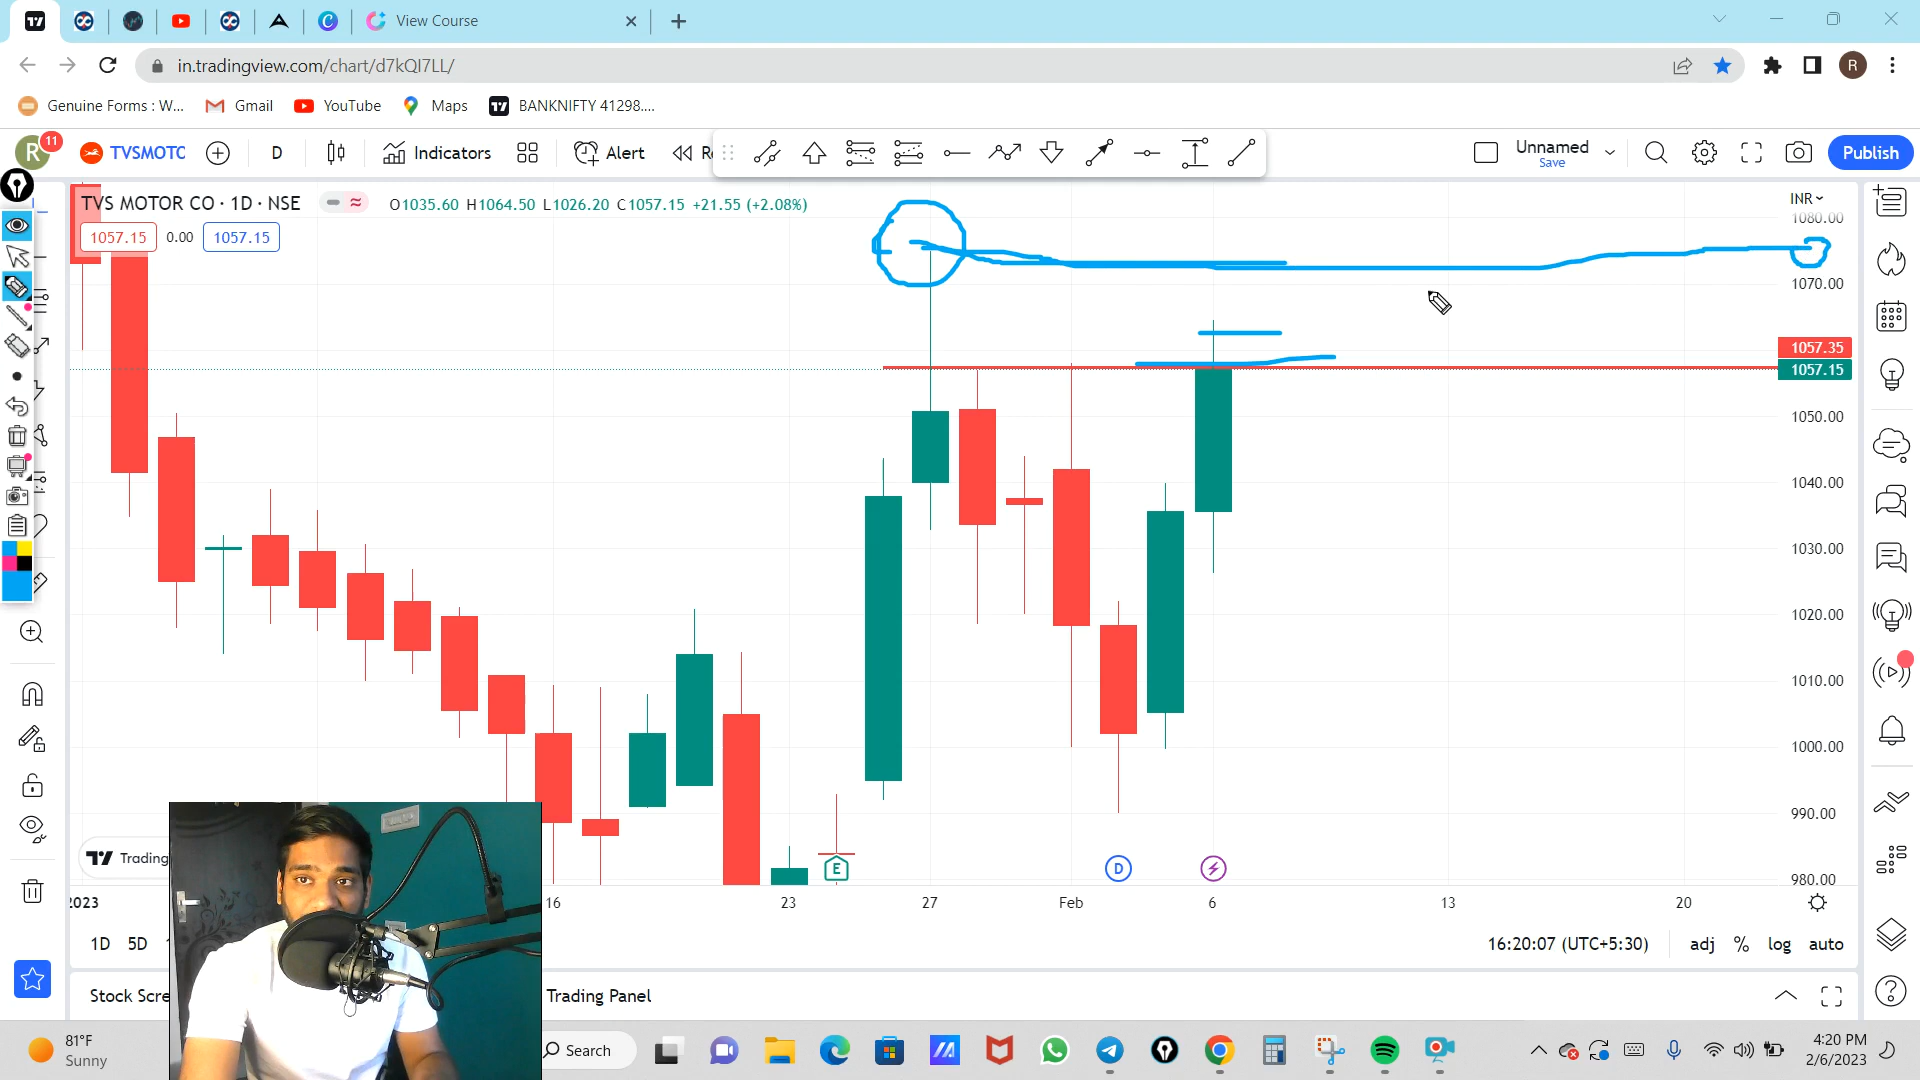 View Course
in.tradingview.com/chart/d7kQI7LL/
R
Genuine Forms : W...
Gmail
YouTube
Maps
BANKNIFTY 41298....
R
11
TVSMOTC
D
Indicators
Alert
R
Unnamed
Save
Publish
TVS MOTOR CO · 1D · NSE
O1035.60 H1064.50 L1026.20 C1057.15 +21.55 (+2.08%)
1057.15
0.00
1057.15
INR
1080.00
1070.00
1057.35
1057.15
1050.00
1040.00
1030.00
1020.00
1010.00
1000.00
990.00
980.00
Trading
E
D
2023
16
23
27
Feb
6
13
20
1D
5D
16:20:07 (UTC+5:30)
adj
%
log
auto
Stock Scre
Trading Panel
81°F
Sunny
Search
4:20 PM
2/6/2023